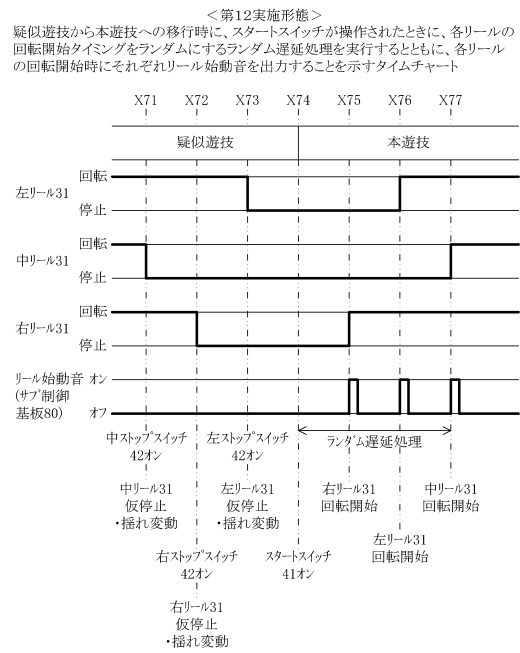 ＜第12実施形態＞
疑似遊技から本遊技への移行時に、スタートスイッチが操作されたときに、各リールの
回転開始タイミングをランダムにするランダム遅延処理を実行するとともに、各リール
の回転開始時にそれぞれリール始動音を出力することを示すタイムチャート
X71 X72 X73 X74 X75 X76 X77
疑似遊技 本遊技
回転
左リール31
停止
回転
中リール31
停止
回転
右リール31
停止
リール始動音 オン
(サブ制御
基板80) オフ
ランダム遅延処理
中ストップスイッチ
42オン
左ストップスイッチ
42オン
中リール31
仮停止
・揺れ変動
左リール31
仮停止
・揺れ変動
右リール31
回転開始
中リール31
回転開始
左リール31
回転開始
右ストップスイッチ
42オン
スタートスイッチ
41オン
右リール31
仮停止
・揺れ変動